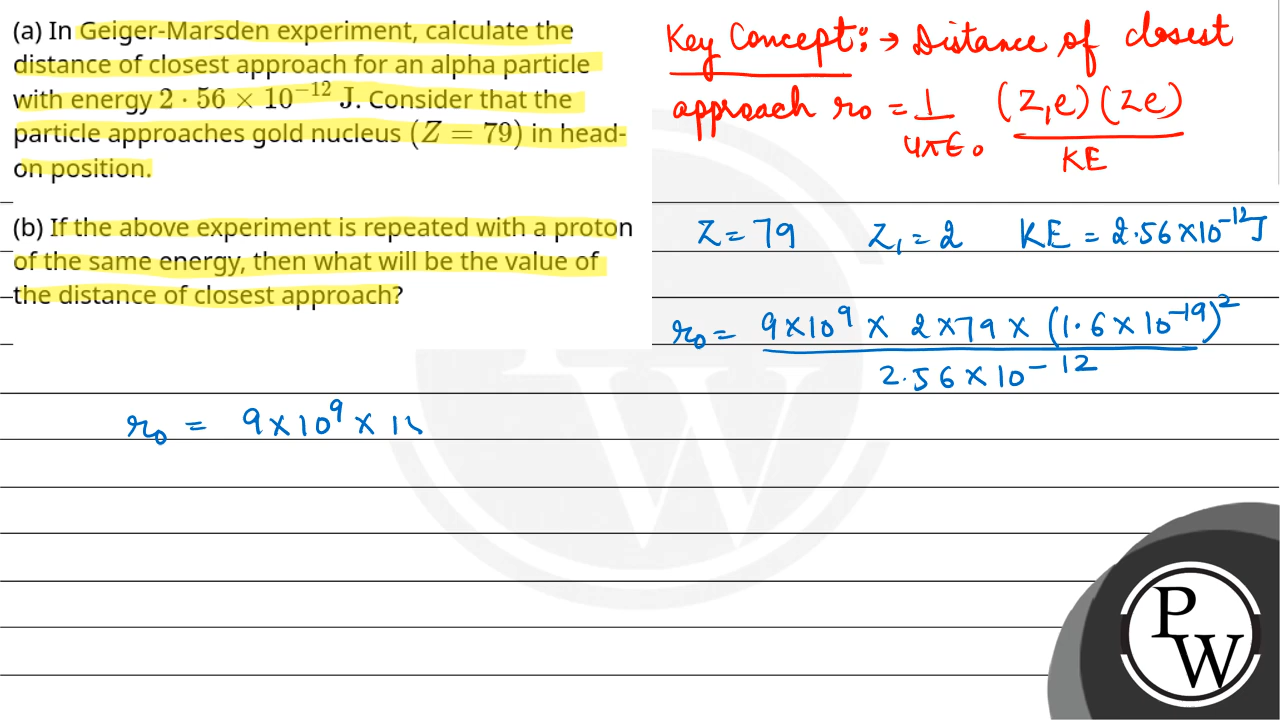 (a) In Geiger-Marsden experiment, calculate the
distance of closest approach for an alpha particle
with energy 2 · 56 × 10⁻¹² J. Consider that the
particle approaches gold nucleus (Z = 79) in head-
on position.
(b) If the above experiment is repeated with a proton
of the same energy, then what will be the value of
the distance of closest approach?
Key Concept: → Distance of closest
approach r₀ = 1/4πϵ₀ (Z₁e)(Ze)/KE
Z = 79 Z₁ = 2 KE = 2.56×10⁻¹²J
r₀ = 9×10⁹ × 2×79 × (1.6×10⁻¹⁹)²/2.56×10⁻¹²
r₀ = 9×10⁹ × 1
PW